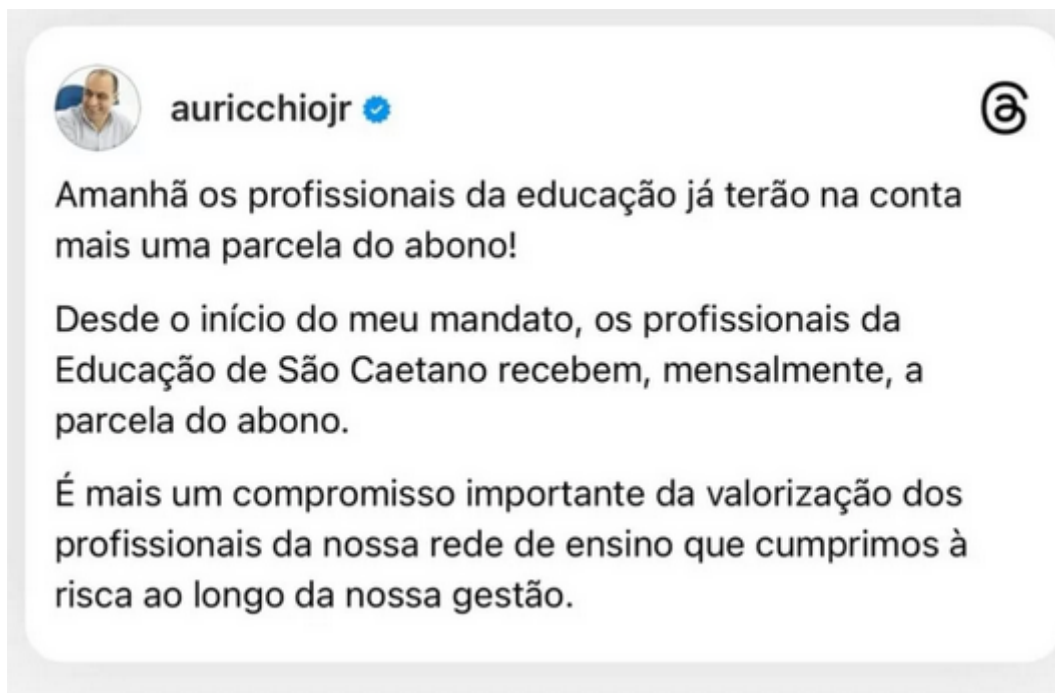 auricchiojr
Amanhã os profissionais da educação já terão na conta
mais uma parcela do abono!
Desde o início do meu mandato, os profissionais da
Educação de São Caetano recebem, mensalmente, a
parcela do abono.
É mais um compromisso importante da valorização dos
profissionais da nossa rede de ensino que cumprimos à
risca ao longo da nossa gestão.